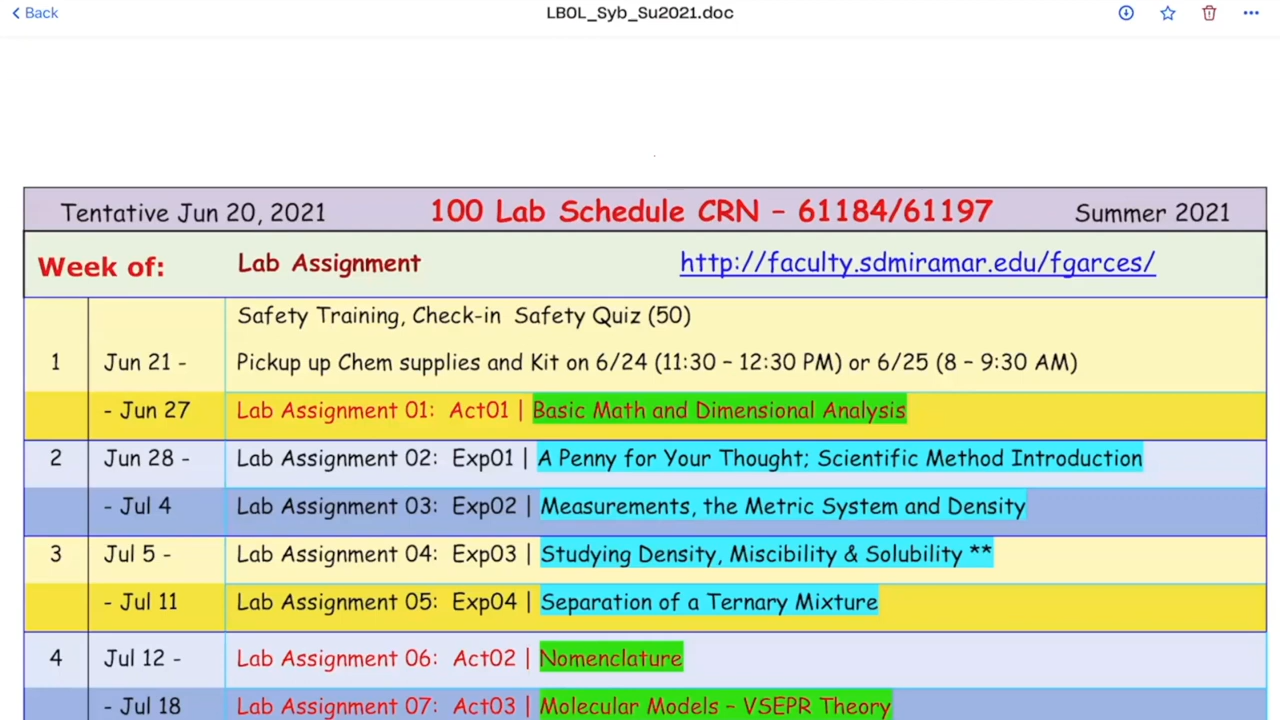 Back
LB0L_Syb_Su2021.doc
Tentative Jun 20, 2021 100 Lab Schedule CRN – 61184/61197 Summer 2021
Week of: Lab Assignment http://faculty.sdmiramar.edu/fgarces/
Safety Training, Check-in Safety Quiz (50)
1 Jun 21 - Pickup up Chem supplies and Kit on 6/24 (11:30 – 12:30 PM) or 6/25 (8 – 9:30 AM)
- Jun 27 Lab Assignment 01: Act01 | Basic Math and Dimensional Analysis
2 Jun 28 - Lab Assignment 02: Exp01 | A Penny for Your Thought; Scientific Method Introduction
- Jul 4 Lab Assignment 03: Exp02 | Measurements, the Metric System and Density
3 Jul 5 - Lab Assignment 04: Exp03 | Studying Density, Miscibility & Solubility **
- Jul 11 Lab Assignment 05: Exp04 | Separation of a Ternary Mixture
4 Jul 12 - Lab Assignment 06: Act02 | Nomenclature
- Jul 18 Lab Assignment 07: Act03 | Molecular Models – VSEPR Theory